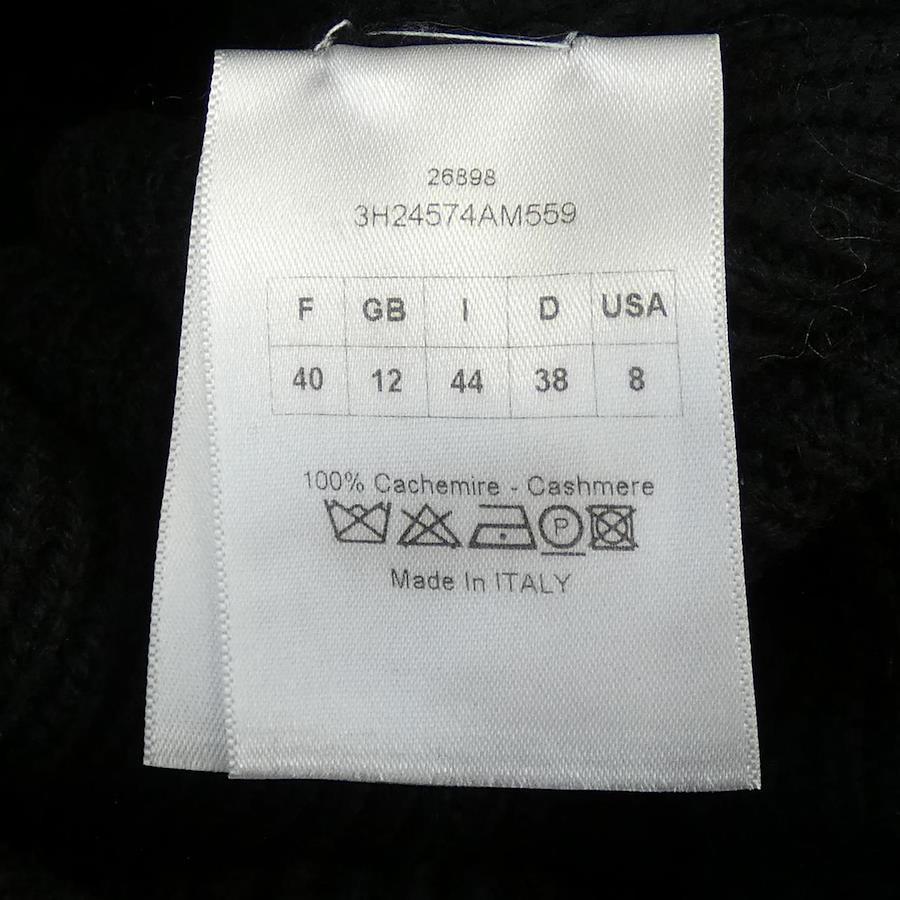 26898
3H24574AM559
F GB I D USA
40 12 44 38 8
100% Cachemire - Cashmere
P
Made In ITALY